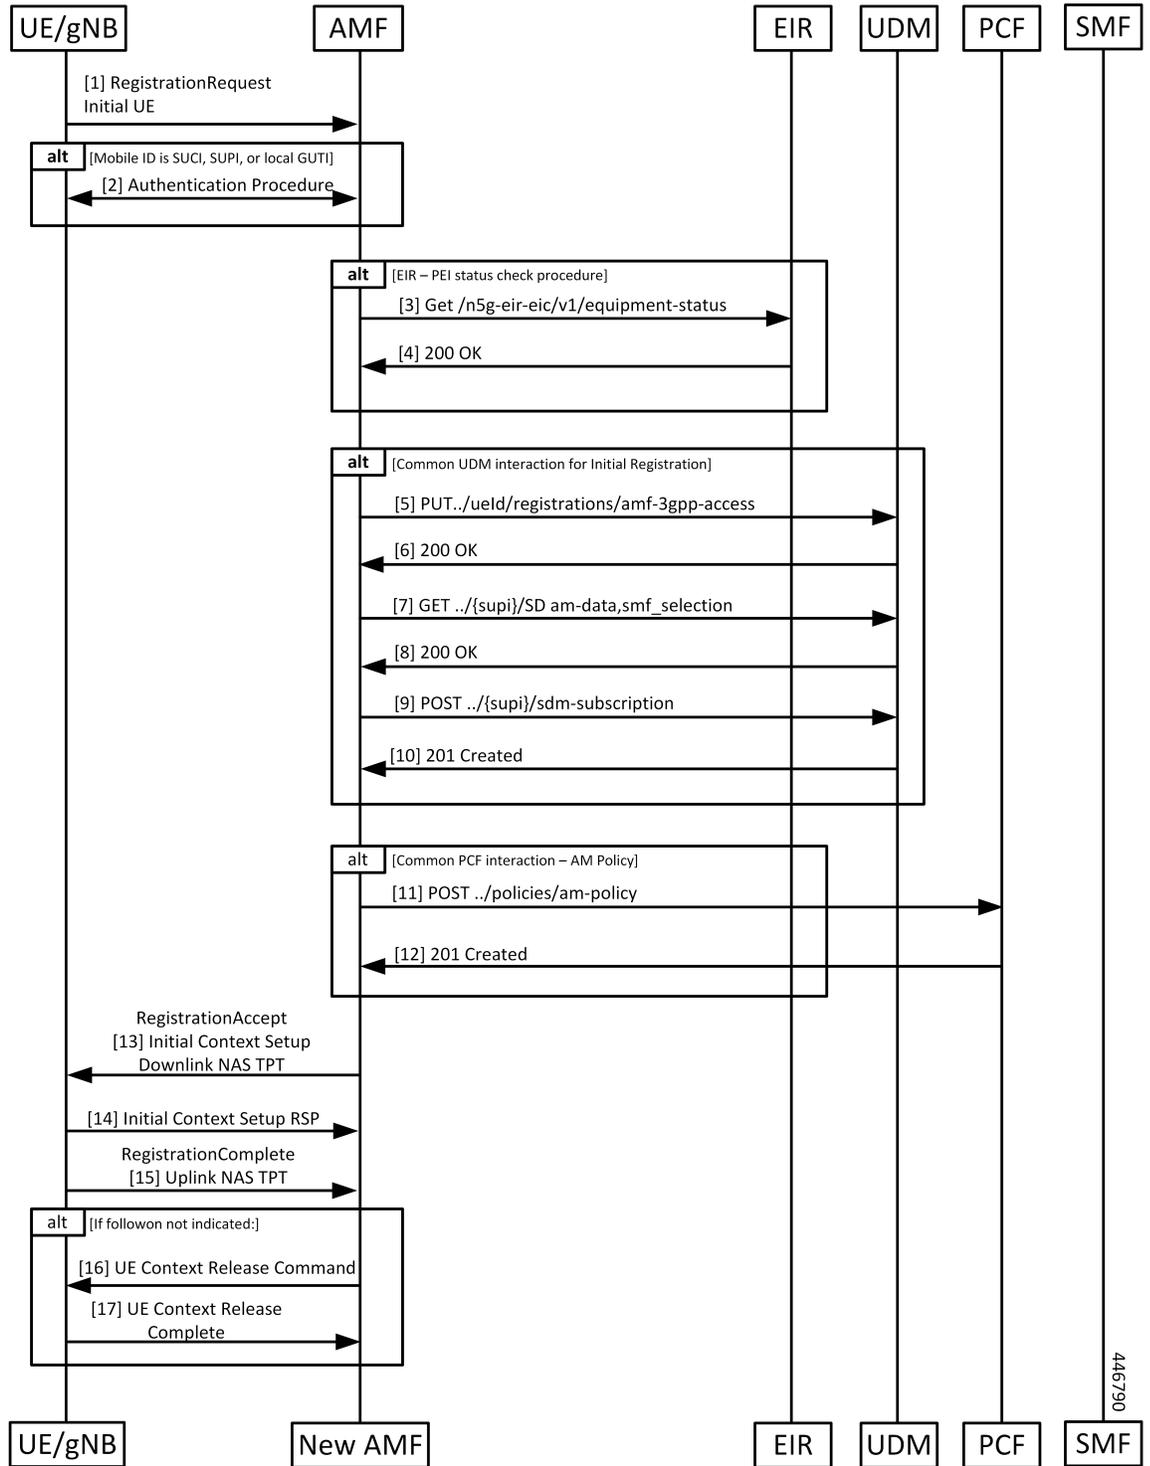 UE/gNB AMF EIR UDM PCF SMF
[1] RegistrationRequest
Initial UE
alt [Mobile ID is SUCI, SUPI, or local GUTI]
[2] Authentication Procedure
alt [EIR – PEI status check procedure]
[3] Get /n5g-eir-eic/v1/equipment-status
[4] 200 OK
alt [Common UDM interaction for Initial Registration]
[5] PUT../ueId/registrations/amf-3gpp-access
[6] 200 OK
[7] GET ../{supi}/SD am-data,smf_selection
[8] 200 OK
[9] POST ../{supi}/sdm-subscription
[10] 201 Created
alt [Common PCF interaction – AM Policy]
[11] POST ../policies/am-policy
[12] 201 Created
RegistrationAccept
[13] Initial Context Setup
Downlink NAS TPT
[14] Initial Context Setup RSP
RegistrationComplete
[15] Uplink NAS TPT
alt [If followon not indicated:]
[16] UE Context Release Command
[17] UE Context Release
Complete
446790
UE/gNB New AMF EIR UDM PCF SMF